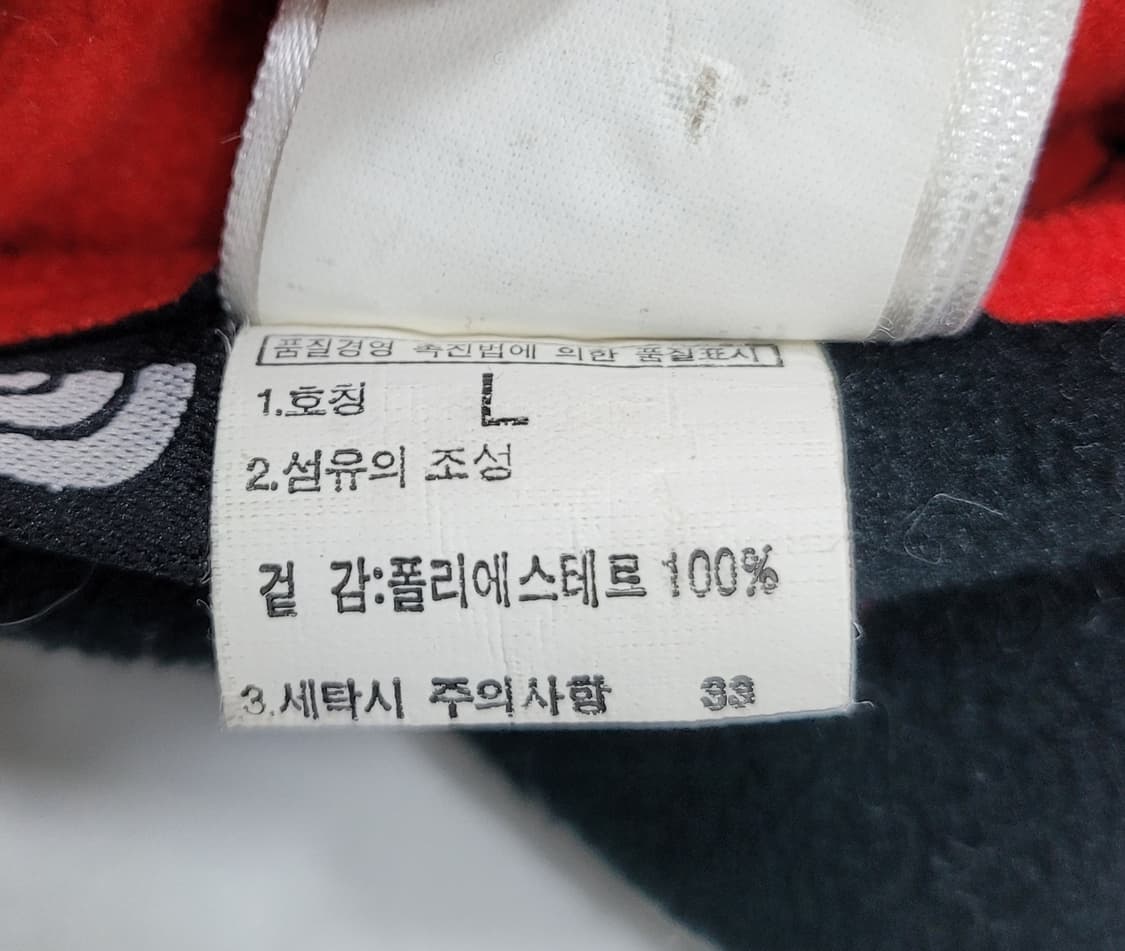 품질경영 촉진법에 의한 품질표시
1.호칭 L
2.섬유의 조성
겉 감:폴리에스테르 100%
3.세탁시 주의사항 33